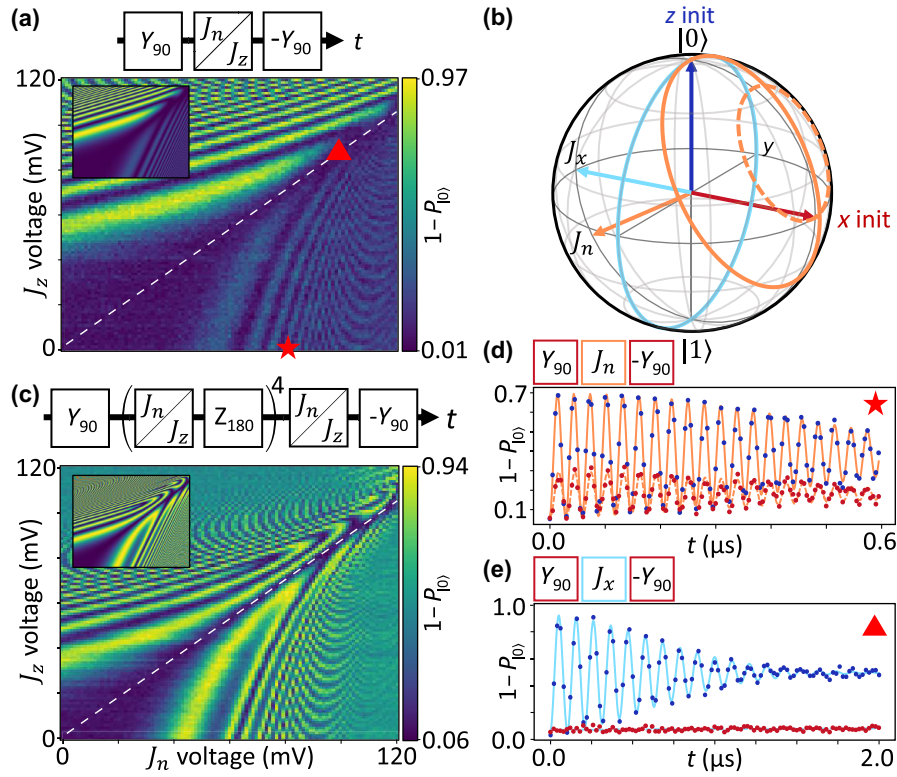 (a)
Y90
Jn
Jz
-Y90
t
120
Jz voltage (mV)
0
0.97
1− P|0⟩
0.01
(b)
z init
|0⟩
Jx
y
x init
Jn
|1⟩
(c)
Y90
(
Jn
Jz
Z180
)4
Jn
Jz
-Y90
t
120
Jz voltage (mV)
0
0
Jn voltage (mV)
120
0.94
1− P|0⟩
0.06
(d)
Y90
Jn
-Y90
0.7
1− P|0⟩
0.1
0.0
t (μs)
0.6
(e)
Y90
Jx
-Y90
1.0
1− P|0⟩
0.0
0
t (μs)
2.0